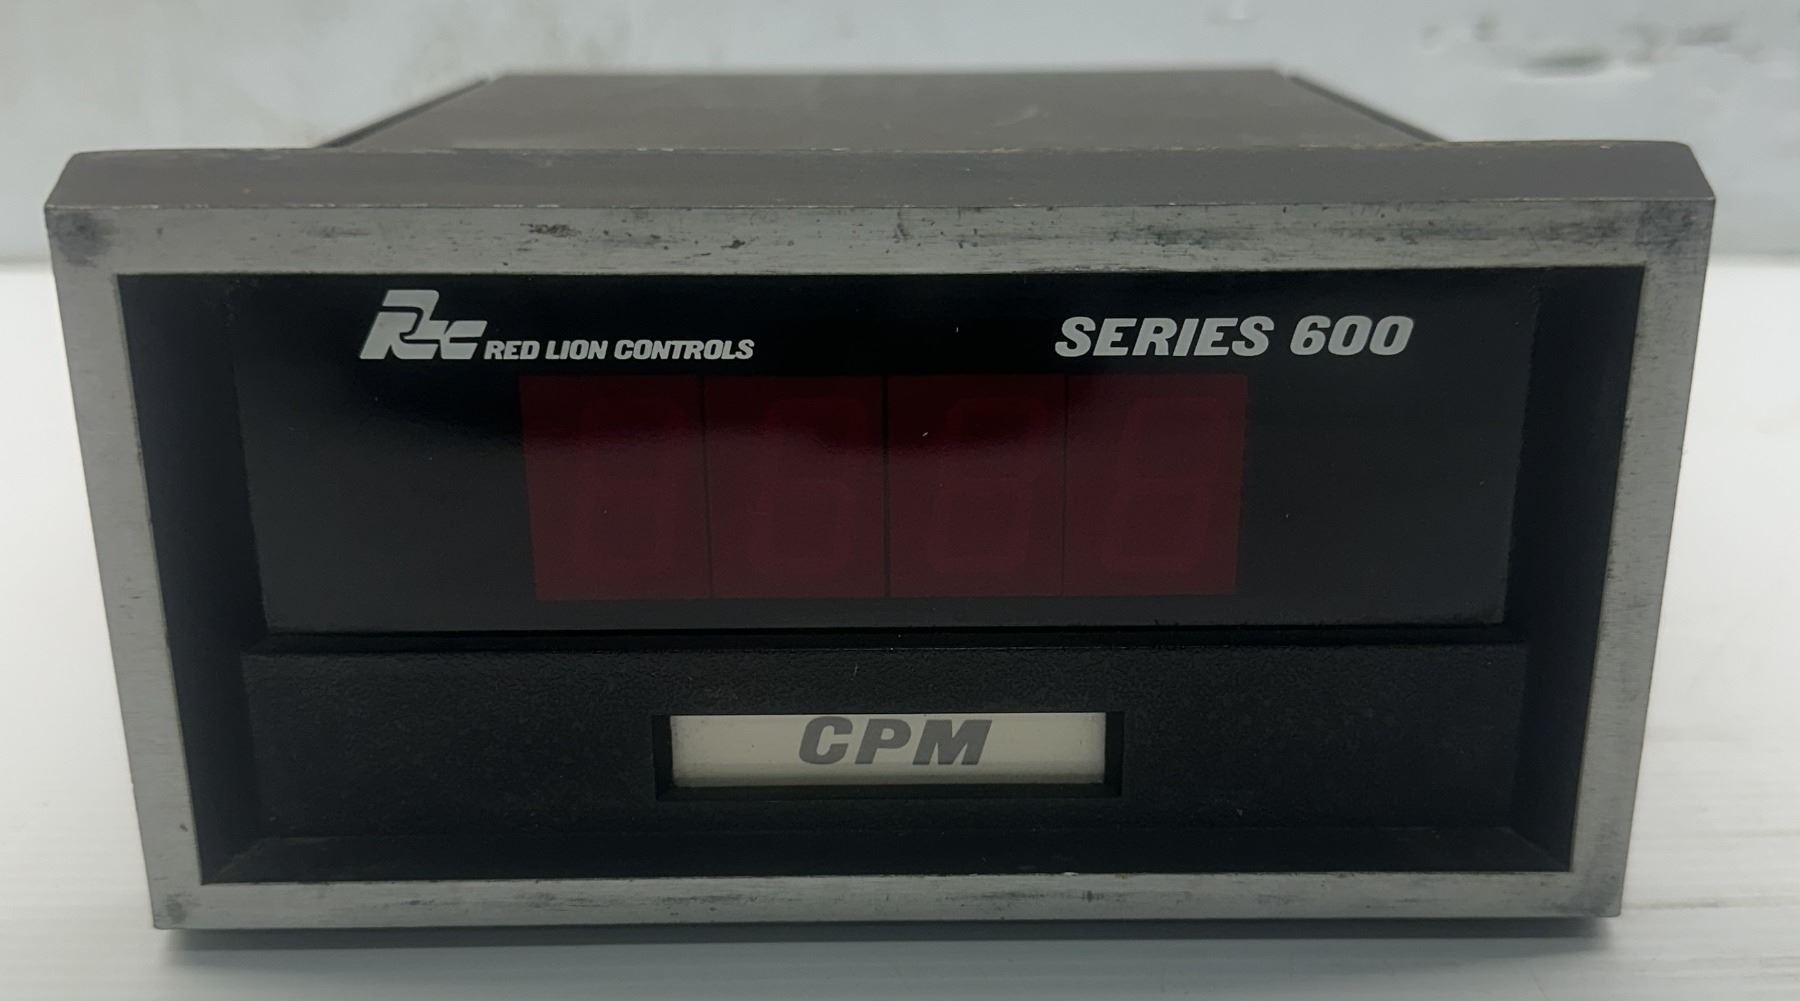 RLC RED LION CONTROLS
SERIES 600
CPM